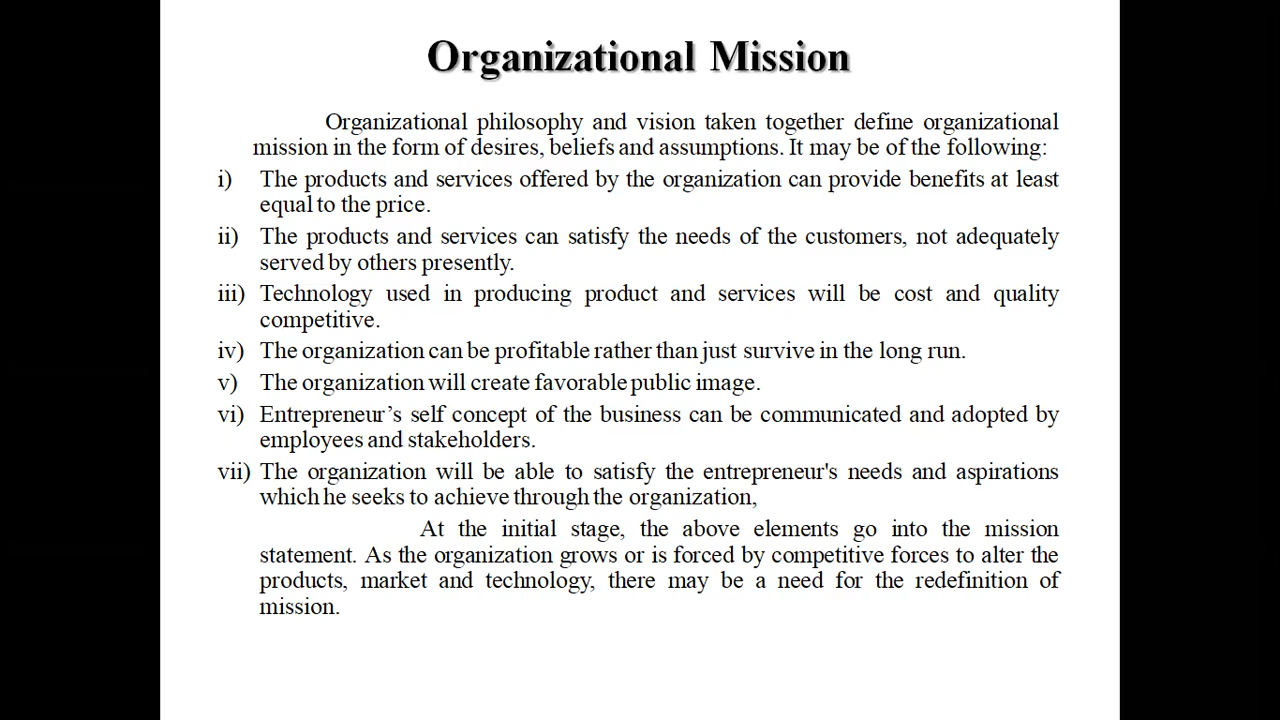 Organizational Mission
Organizational philosophy and vision taken together define organizational
mission in the form of desires, beliefs and assumptions. It may be of the following:
i) The products and services offered by the organization can provide benefits at least
equal to the price.
ii) The products and services can satisfy the needs of the customers, not adequately
served by others presently.
iii) Technology used in producing product and services will be cost and quality
competitive.
iv) The organization can be profitable rather than just survive in the long run.
v) The organization will create favorable public image.
vi) Entrepreneur’s self concept of the business can be communicated and adopted by
employees and stakeholders.
vii) The organization will be able to satisfy the entrepreneur's needs and aspirations
which he seeks to achieve through the organization,
At the initial stage, the above elements go into the mission
statement. As the organization grows or is forced by competitive forces to alter the
products, market and technology, there may be a need for the redefinition of
mission.